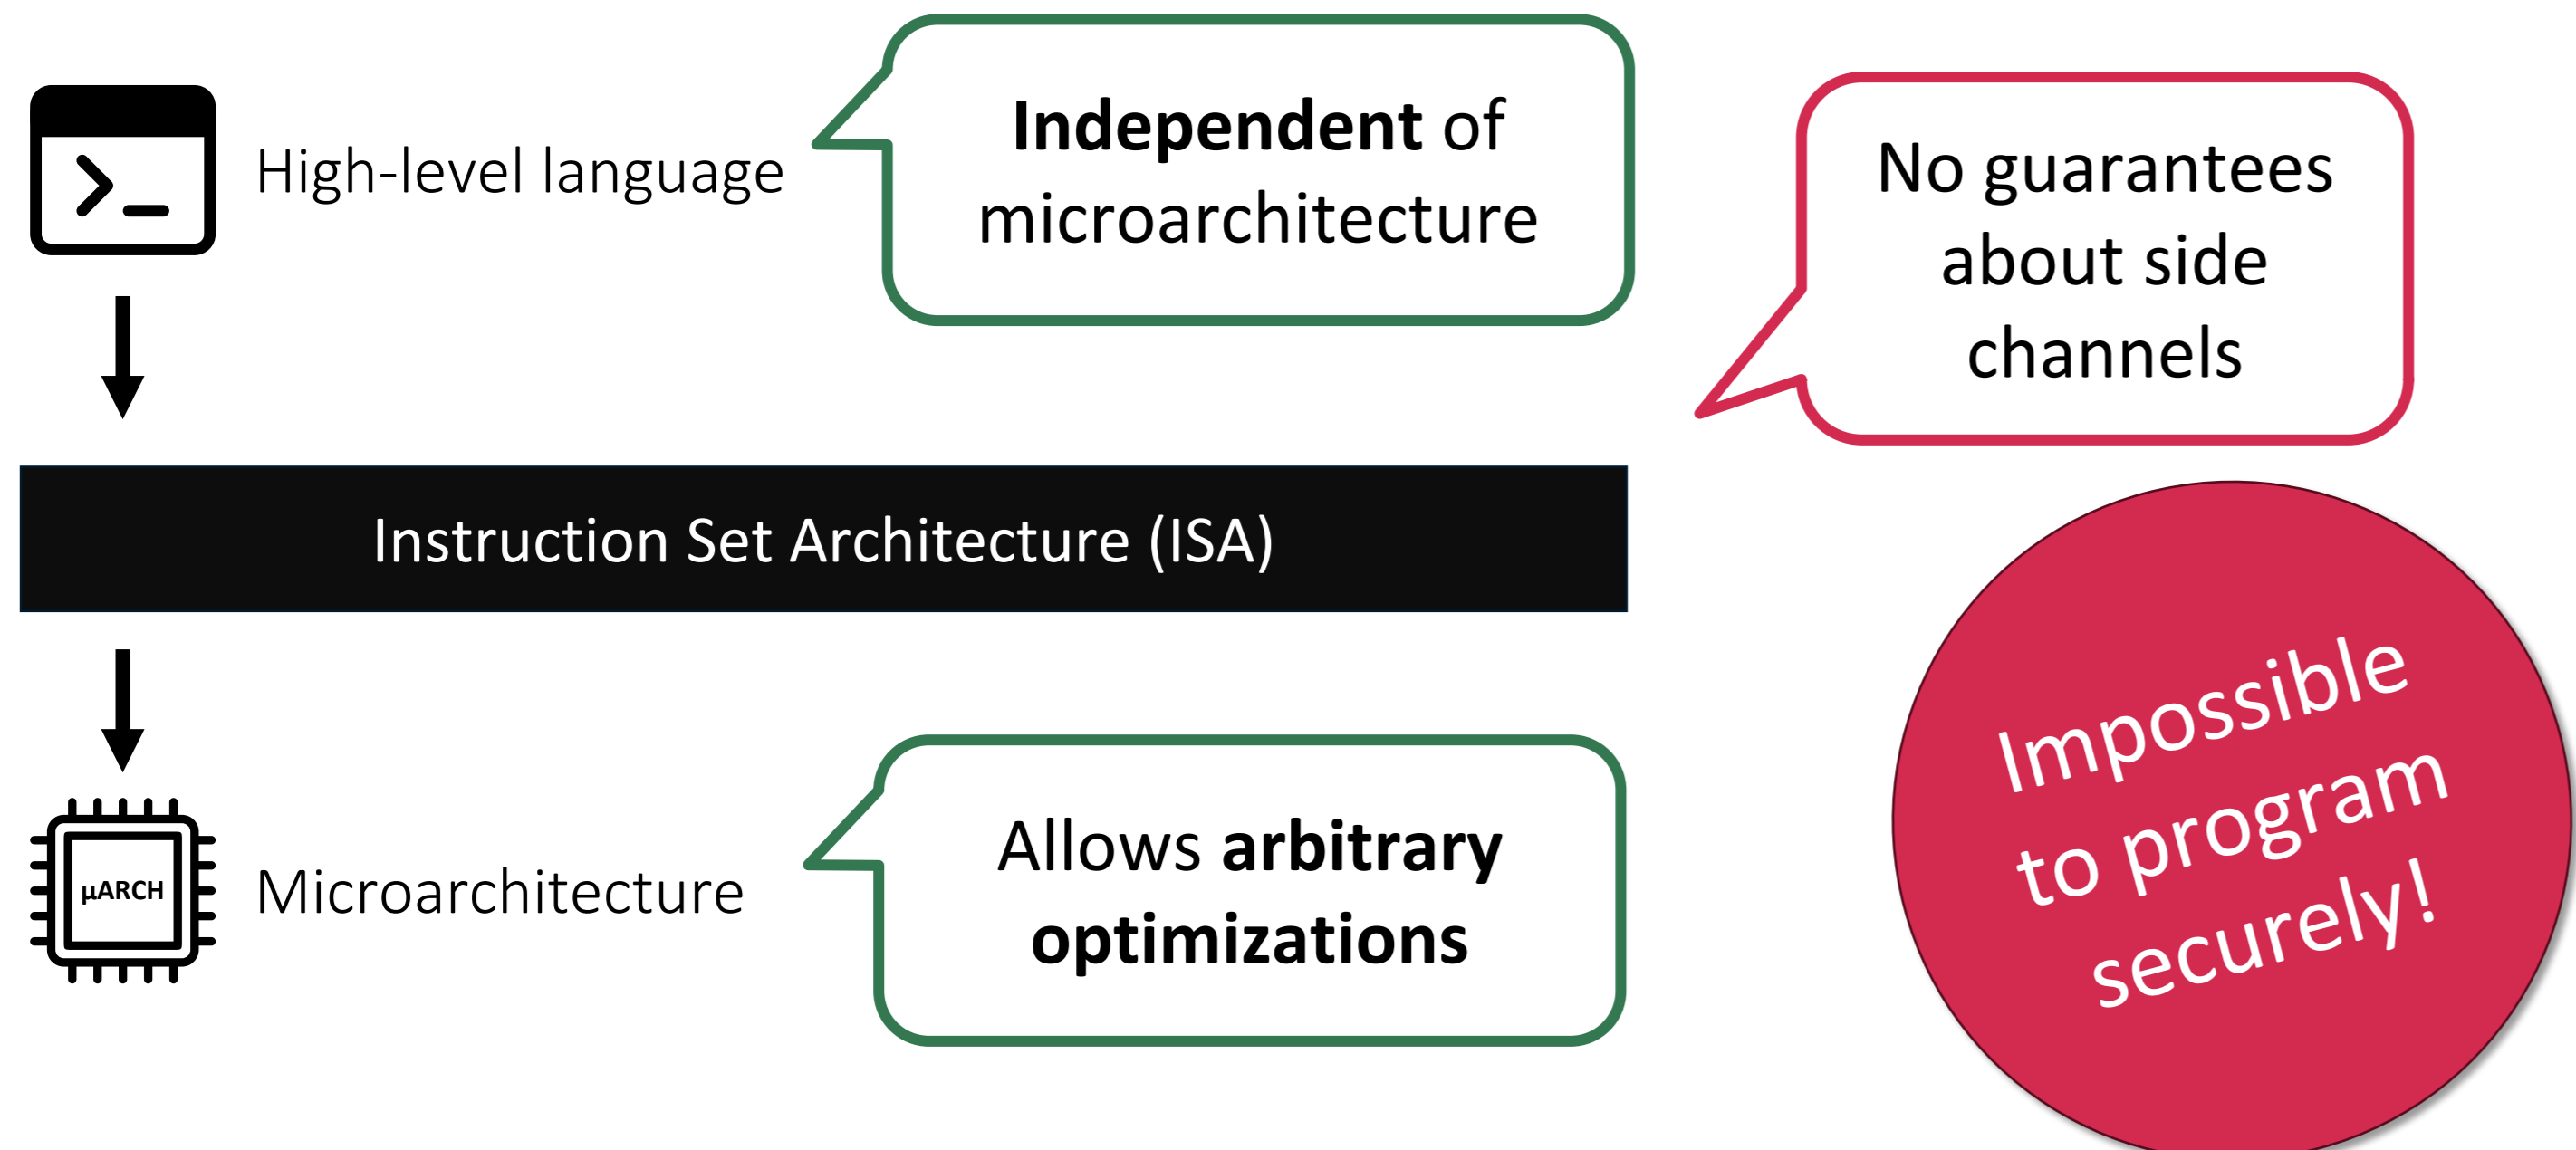 High-level language
Independent of
microarchitecture
No guarantees
about side
channels
Instruction Set Architecture (ISA)
Impossible
to program
securely!
µARCH
Microarchitecture
Allows arbitrary
optimizations